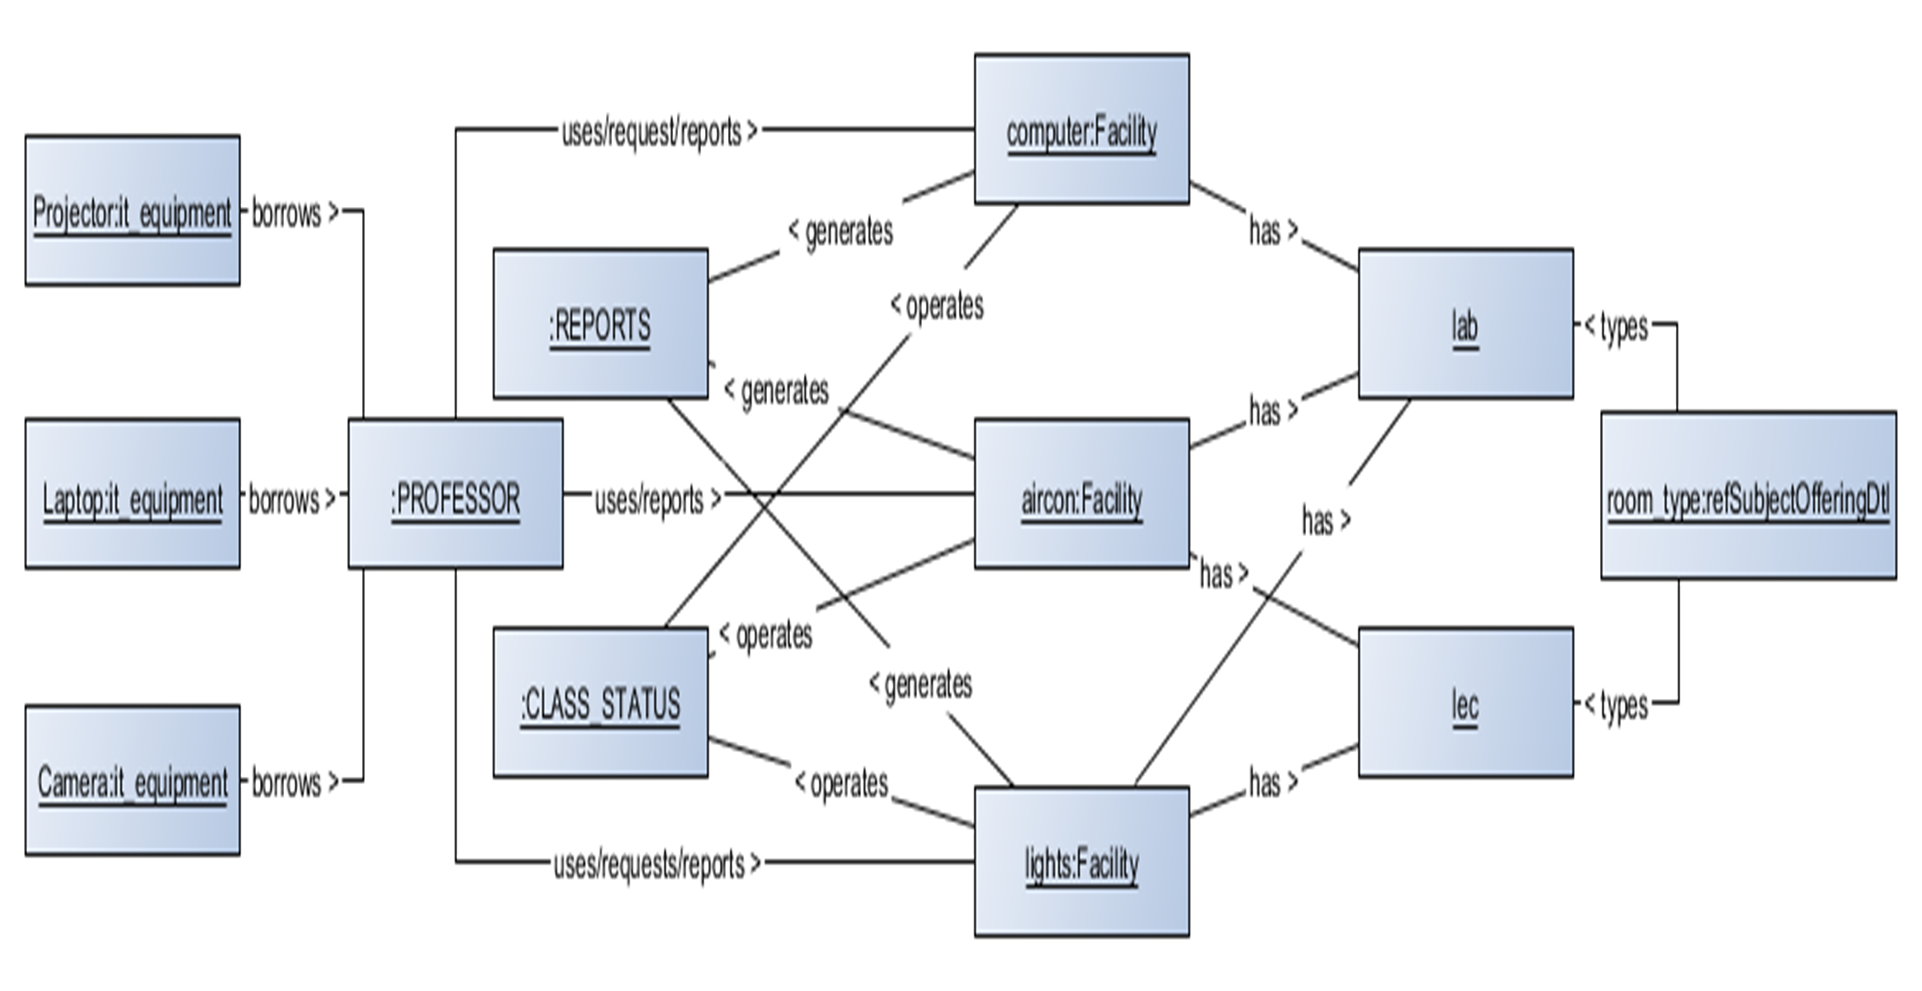 computer:Facility
uses/request/reports >
Projector:it_equipment
borrows >
< generates
has >
< operates
:REPORTS
lab
< types
< generates
has >
Laptop:it_equipment
borrows >
:PROFESSOR
uses/reports >
aircon:Facility
has >
room_type:refSubjectOfferingDtl
has >
< operates
< generates
:CLASS_STATUS
lec
< types
Camera:it_equipment
borrows >
< operates
has >
uses/requests/reports >
lights:Facility